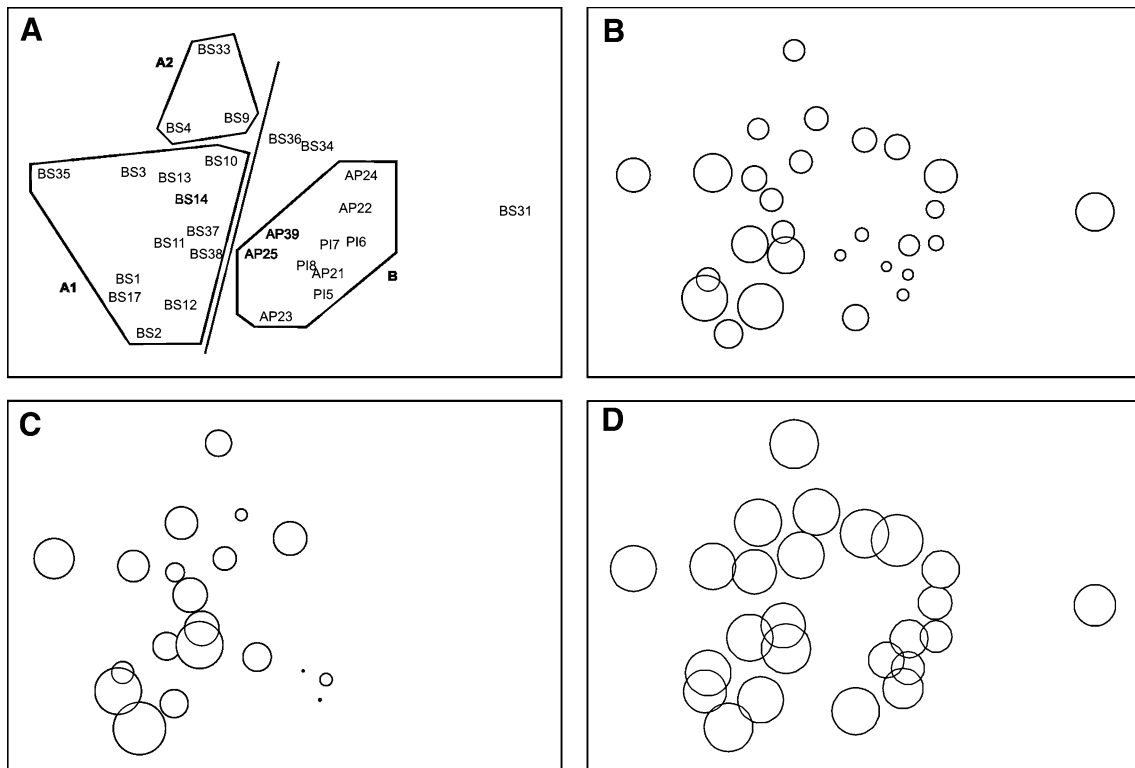 A
B
BS33
A2
BS4
BS9
BS36
BS34
BS10
BS35
BS3
BS13
AP24
BS14
AP22
BS31
BS37
AP39
BS11
PI7
PI6
BS38
AP25
PI8
AP21
B
BS1
A1
BS17
PI5
BS12
AP23
BS2
C
D